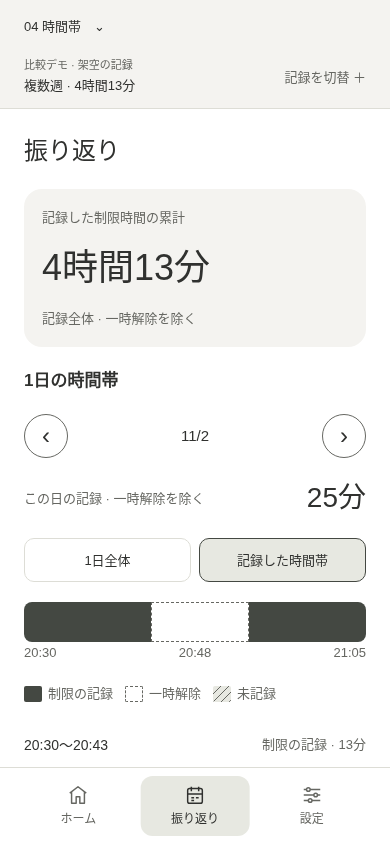 04 時間帯
比較デモ · 架空の記録
複数週 · 4時間13分
記録を切替 ＋
振り返り
記録した制限時間の累計
4時間13分
記録全体 · 一時解除を除く
1日の時間帯
‹ 11/2 ›
この日の記録 · 一時解除を除く 25分
1日全体 記録した時間帯
20:30 20:48 21:05
制限の記録 一時解除 未記録
20:30〜20:43 制限の記録 · 13分
ホーム 振り返り 設定